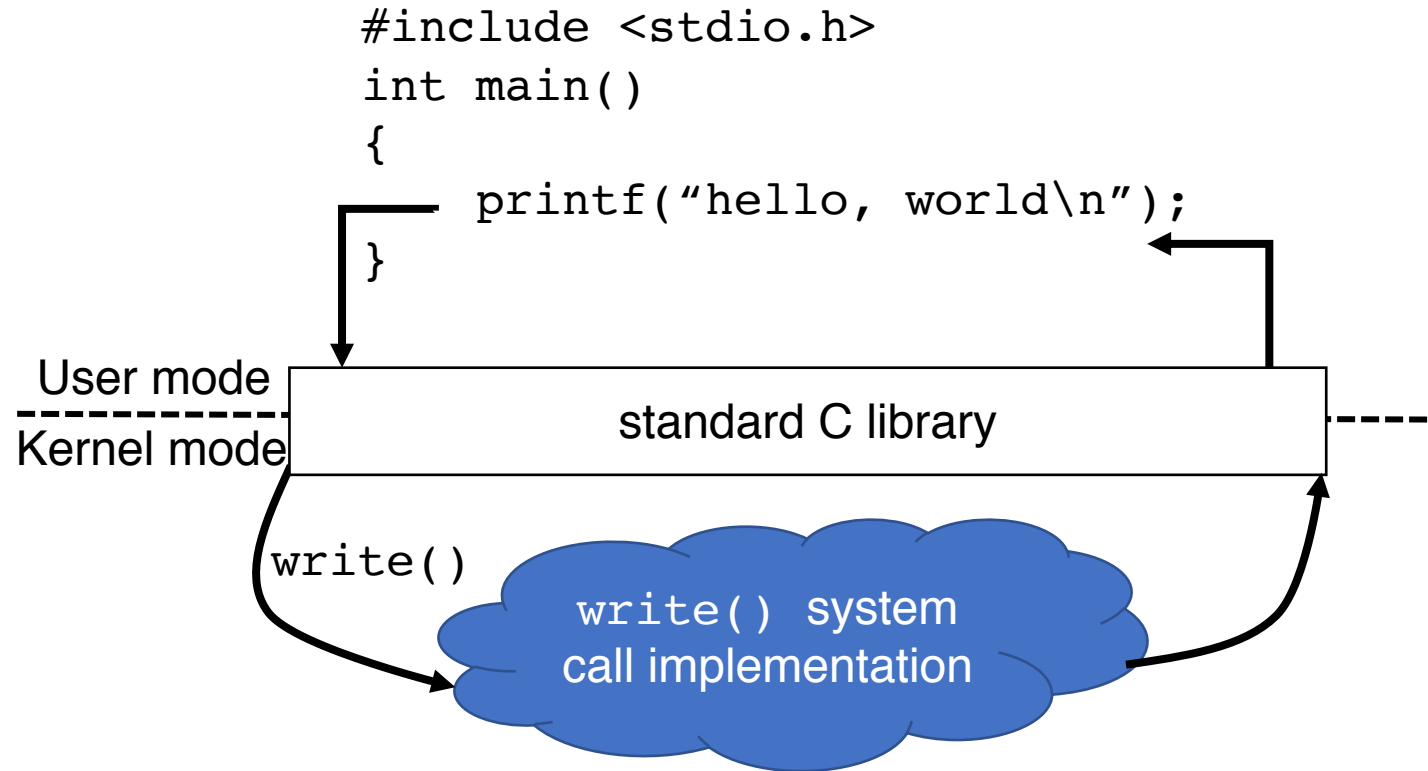 #include <stdio.h>
int main()
{
printf(“hello, world\n”);
}
User mode
Kernel mode
standard C library
write()
write() system
call implementation